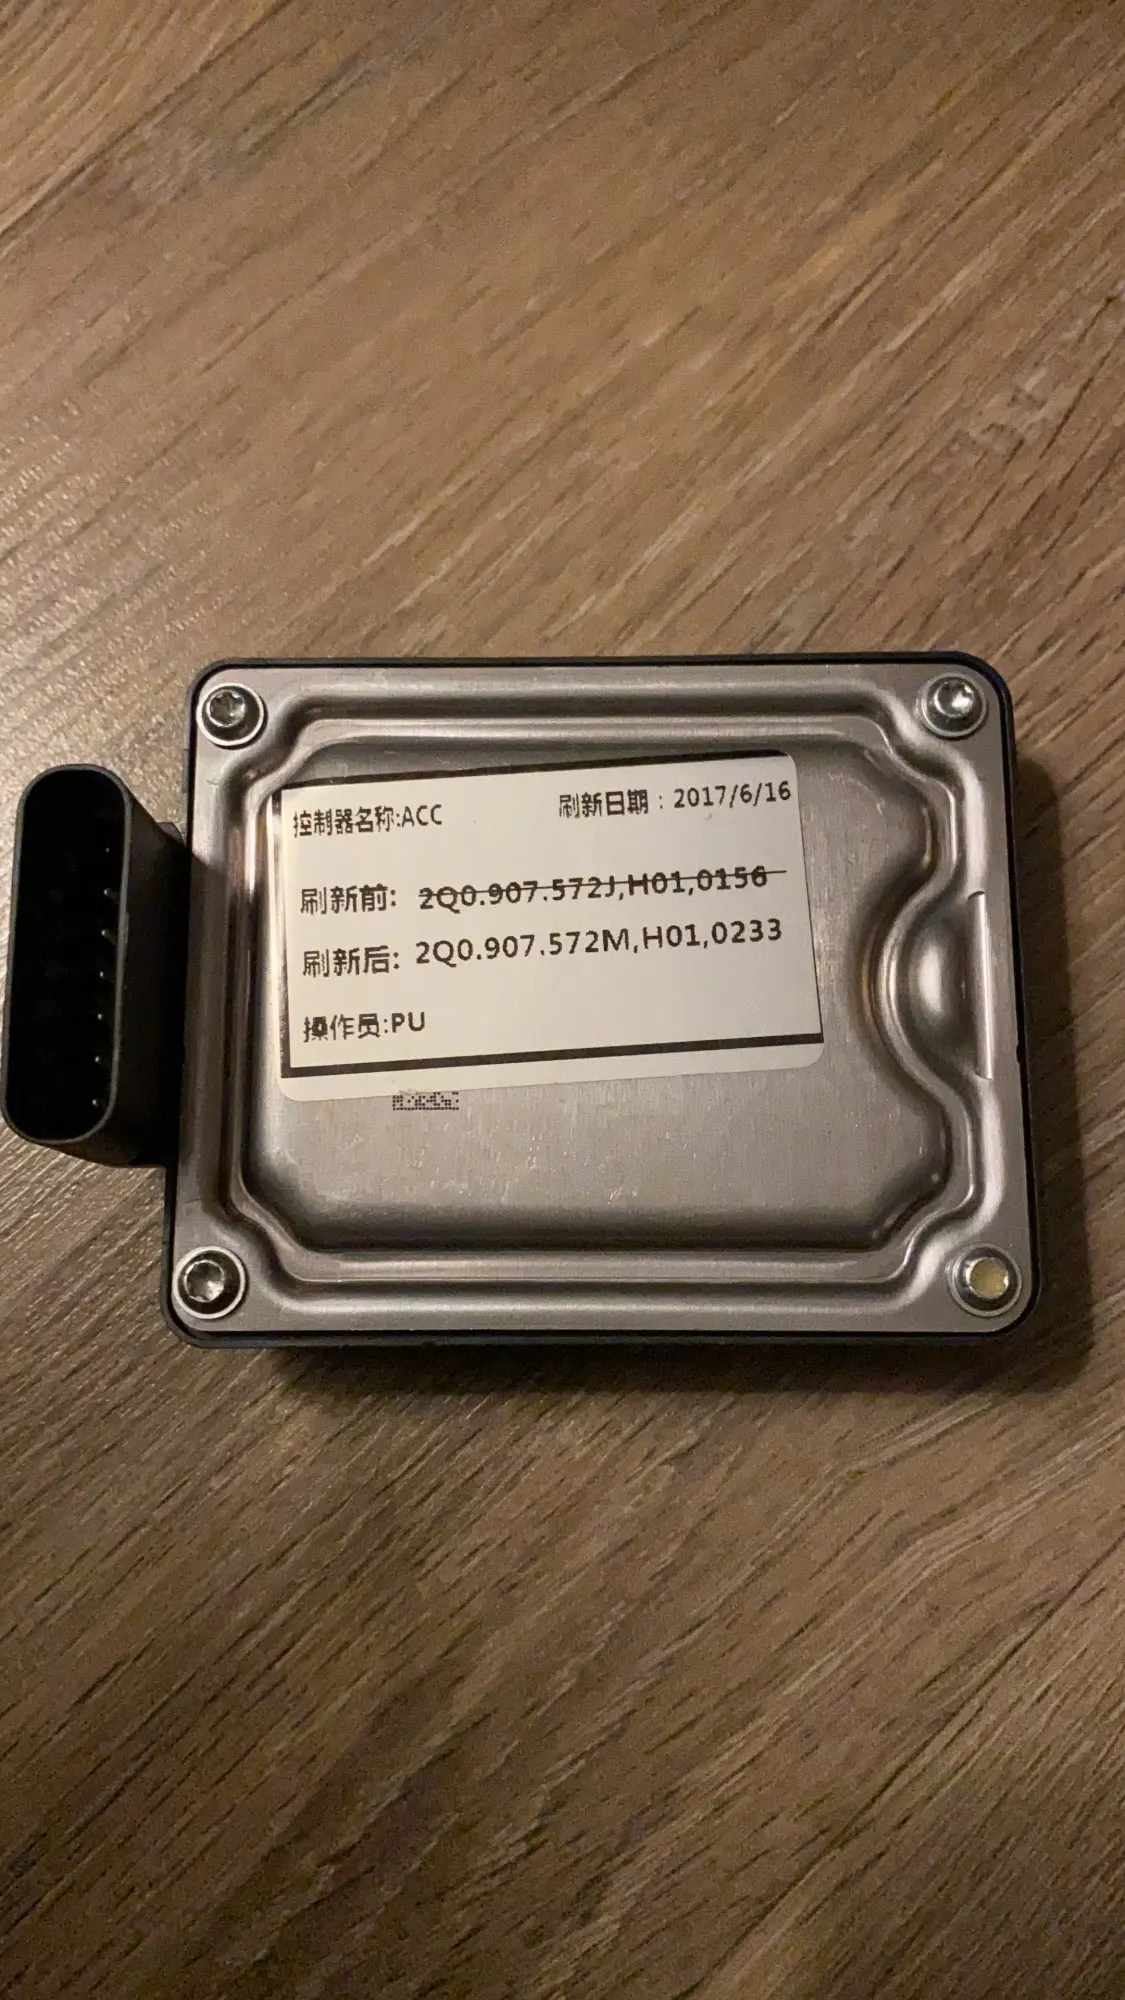 控制器名称:ACC 刷新日期：2017/6/16
刷新前: 2Q0.907.572J,H01,0156
刷新后: 2Q0.907.572M,H01,0233
操作员:PU